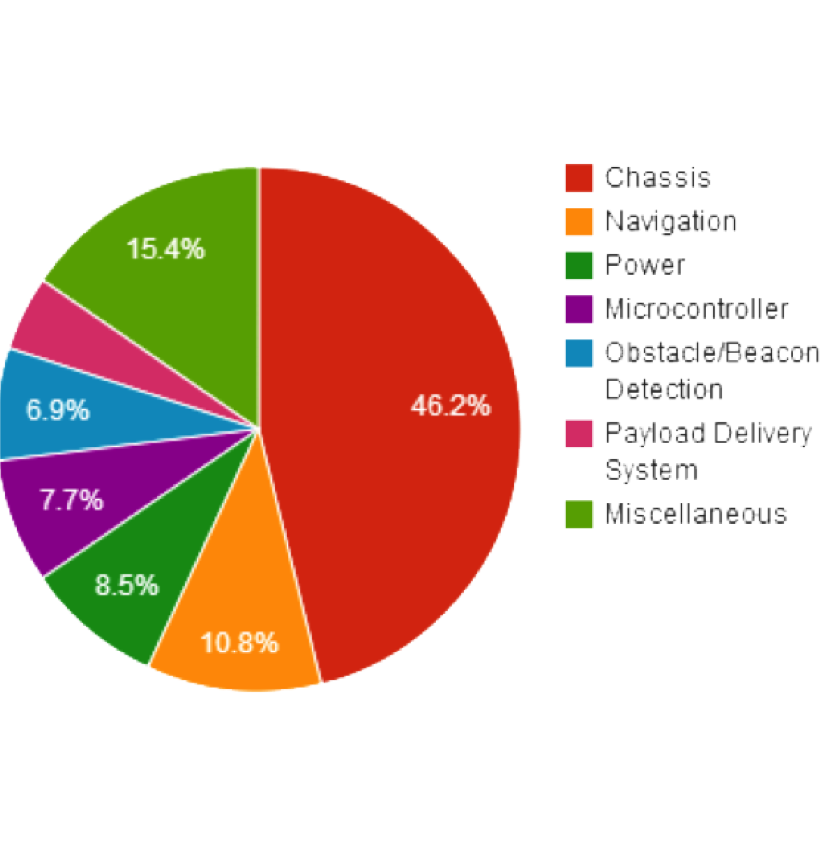 15.4%
46.2%
6.9%
7.7%
8.5%
10.8%
Chassis
Navigation
Power
Microcontroller
Obstacle/Beacon
Detection
Payload Delivery
System
Miscellaneous